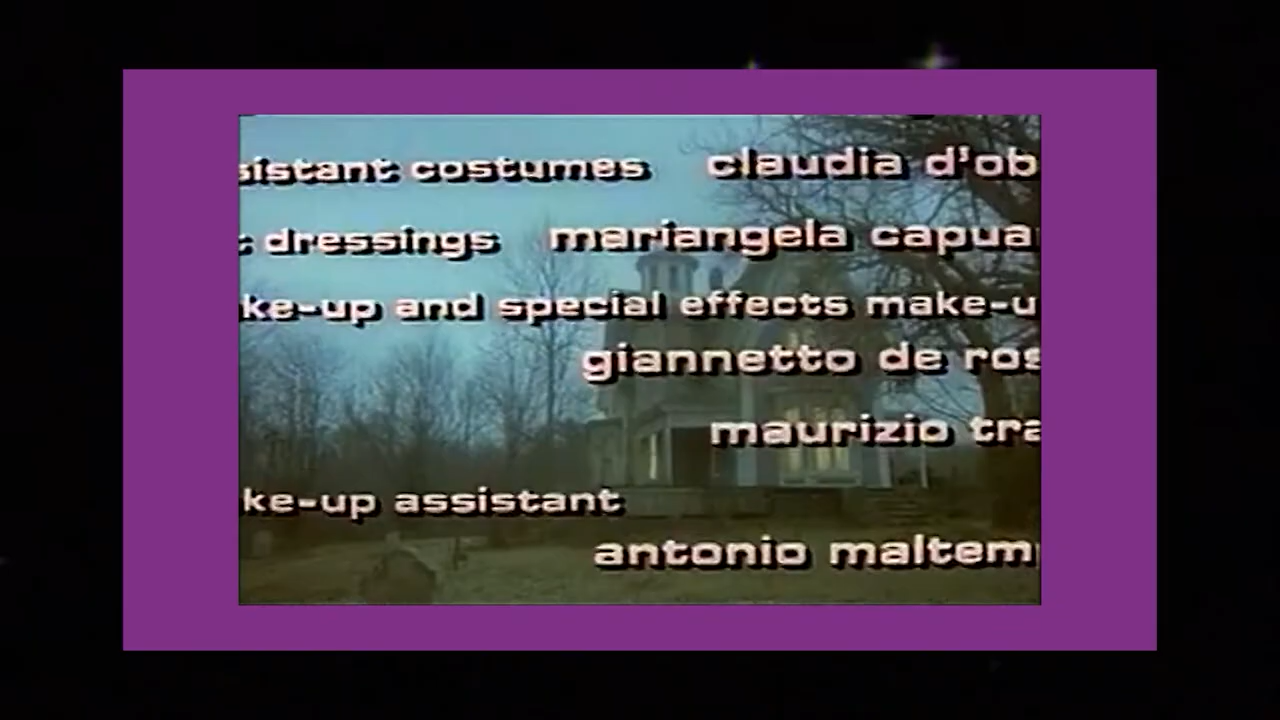 sistant costumes claudia d'ob
t dressings mariangela capua
ke-up and special effects make-u
giannetto de ros
maurizio tra
ke-up assistant
antonio maltem